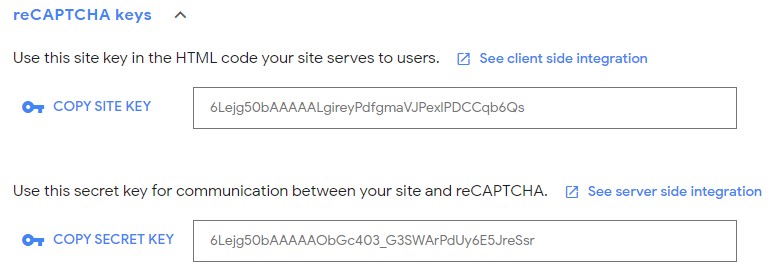 reCAPTCHA keys
Use this site key in the HTML code your site serves to users. See client side integration
COPY SITE KEY 6Lejg50bAAAAALgireyPdfgmaVJPexlPDCCqb6Qs
Use this secret key for communication between your site and reCAPTCHA. See server side integration
COPY SECRET KEY 6Lejg50bAAAAAObGc403_G3SWArPdUy6E5JreSsr